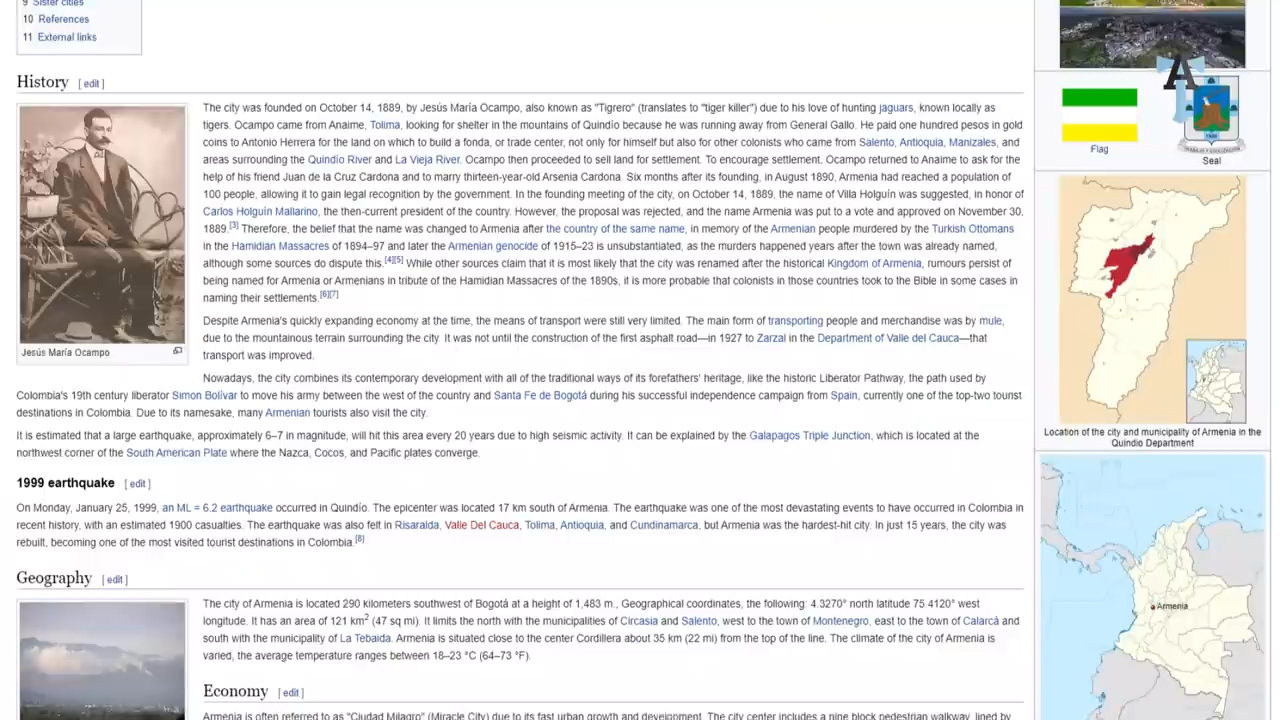 9 Sister cities
10 References
11 External links
History [ edit ]
The city was founded on October 14, 1889, by Jesús María Ocampo, also known as "Tigrero" (translates to "tiger killer") due to his love of hunting jaguars, known locally as
tigers. Ocampo came from Anaime, Tolima, looking for shelter in the mountains of Quindío because he was running away from General Gallo. He paid one hundred pesos in gold
coins to Antonio Herrera for the land on which to build a fonda, or trade center, not only for himself but also for other colonists who came from Salento, Antioquia, Manizales, and
areas surrounding the Quindío River and La Vieja River. Ocampo then proceeded to sell land for settlement. To encourage settlement, Ocampo returned to Anaime to ask for the
help of his friend Juan de la Cruz Cardona and to marry thirteen-year-old Arsenia Cardona. Six months after its founding, in August 1890, Armenia had reached a population of
100 people, allowing it to gain legal recognition by the government. In the founding meeting of the city, on October 14, 1889, the name of Villa Holguín was suggested, in honor of
Carlos Holguín Mallarino, the then-current president of the country. However, the proposal was rejected, and the name Armenia was put to a vote and approved on November 30,
1889.[3] Therefore, the belief that the name was changed to Armenia after the country of the same name, in memory of the Armenian people murdered by the Turkish Ottomans
in the Hamidian Massacres of 1894–97 and later the Armenian genocide of 1915–23 is unsubstantiated, as the murders happened years after the town was already named,
although some sources do dispute this.[4][5] While other sources claim that it is most likely that the city was renamed after the historical Kingdom of Armenia, rumours persist of
being named for Armenia or Armenians in tribute of the Hamidian Massacres of the 1890s, it is more probable that colonists in those countries took to the Bible in some cases in
naming their settlements.[6][7]
Jesús María Ocampo
Despite Armenia's quickly expanding economy at the time, the means of transport were still very limited. The main form of transporting people and merchandise was by mule,
due to the mountainous terrain surrounding the city. It was not until the construction of the first asphalt road—in 1927 to Zarzal in the Department of Valle del Cauca—that
transport was improved.
Nowadays, the city combines its contemporary development with all of the traditional ways of its forefathers' heritage, like the historic Liberator Pathway, the path used by
Colombia's 19th century liberator Simon Bolívar to move his army between the west of the country and Santa Fe de Bogotá during his successful independence campaign from Spain, currently one of the top-two tourist
destinations in Colombia. Due to its namesake, many Armenian tourists also visit the city.
It is estimated that a large earthquake, approximately 6–7 in magnitude, will hit this area every 20 years due to high seismic activity. It can be explained by the Galapagos Triple Junction, which is located at the
northwest corner of the South American Plate where the Nazca, Cocos, and Pacific plates converge.
1999 earthquake [ edit ]
On Monday, January 25, 1999, an ML = 6.2 earthquake occurred in Quindío. The epicenter was located 17 km south of Armenia. The earthquake was one of the most devastating events to have occurred in Colombia in
recent history, with an estimated 1900 casualties. The earthquake was also felt in Risaralda, Valle Del Cauca, Tolima, Antioquia, and Cundinamarca, but Armenia was the hardest-hit city. In just 15 years, the city was
rebuilt, becoming one of the most visited tourist destinations in Colombia.[8]
Geography [ edit ]
The city of Armenia is located 290 kilometers southwest of Bogotá at a height of 1,483 m., Geographical coordinates, the following: 4.3270° north latitude 75.4120° west
longitude. It has an area of 121 km2 (47 sq mi). It limits the north with the municipalities of Circasia and Salento, west to the town of Montenegro, east to the town of Calarcá and
south with the municipality of La Tebaida. Armenia is situated close to the center Cordillera about 35 km (22 mi) from the top of the line. The climate of the city of Armenia is
varied, the average temperature ranges between 18–23 °C (64–73 °F).
Economy [ edit ]
Armenia is often referred to as "Ciudad Milagro" (Miracle City) due to its fast urban growth and development. The city center includes a nine block pedestrian walkway, lined by
A
Flag
Seal
Location of the city and municipality of Armenia in the
Quindio Department
Armenia